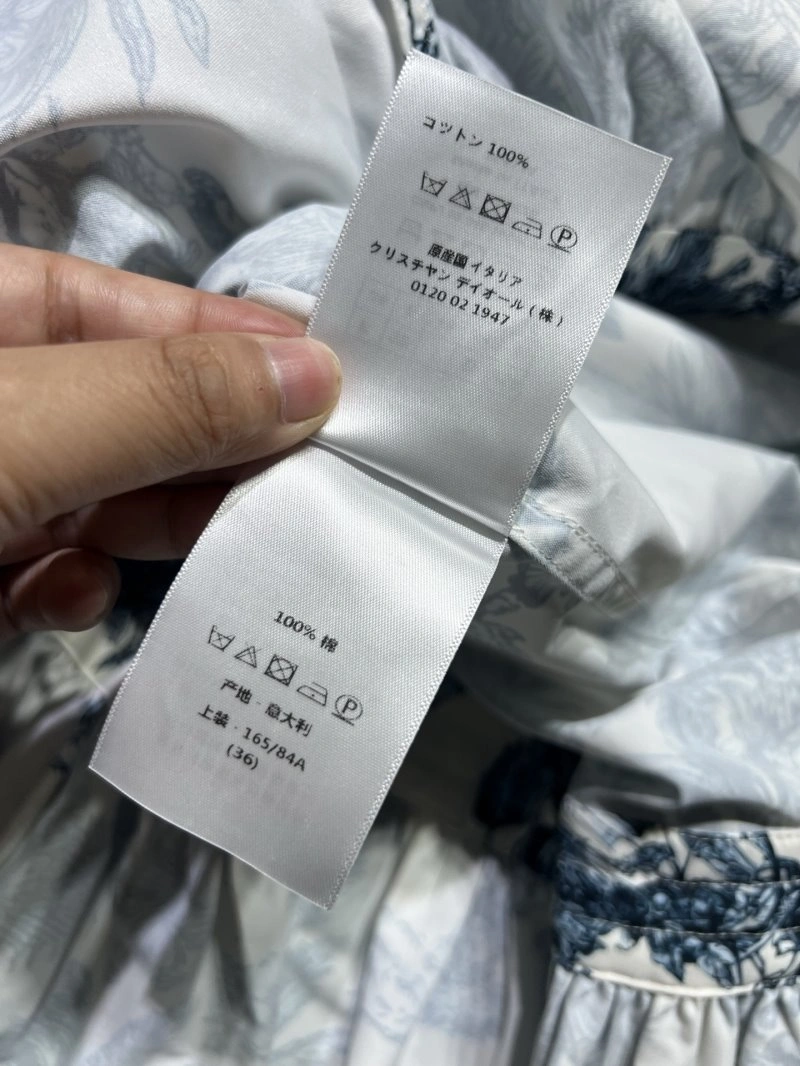 コットン 100%
P
原産国 イタリア
クリスチャン ディオール ( 株 )
0120 02 1947
100% 棉
P
产地 - 意大利
上装 - 165/84A
(36)